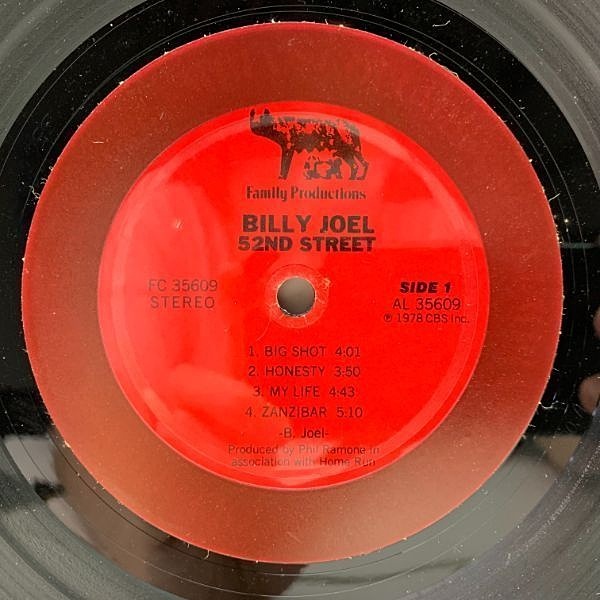 Family Productions
BILLY JOEL
52ND STREET
FC 35609
STEREO
SIDE 1
AL 35609
℗ 1978 CBS Inc.
1. BIG SHOT 4:01
2. HONESTY 3:50
3. MY LIFE 4:43
4. ZANZIBAR 5:10
-B. Joel-
Produced by Phil Ramone in
association with Home Run